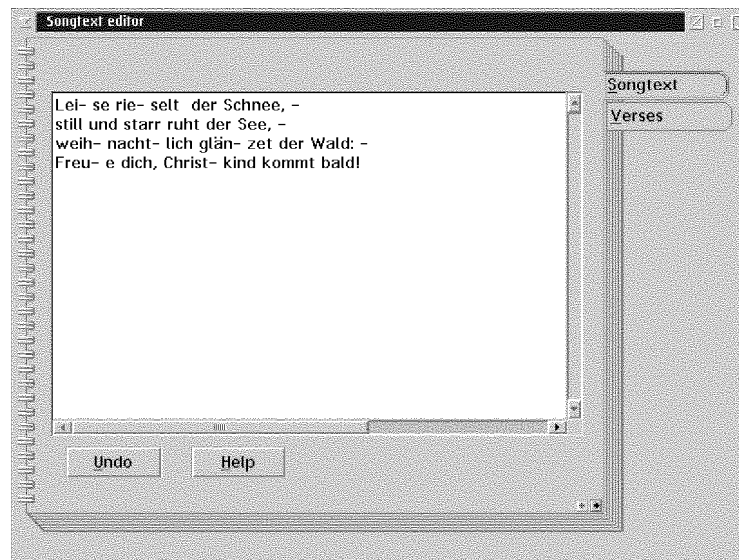 Songtext editor
Songtext
Verses
Lei– se rie– selt  der Schnee, –
still und starr ruht der See, –
weih– nacht– lich glän– zet der Wald: –
Freu– e dich, Christ– kind kommt bald!
Undo
Help